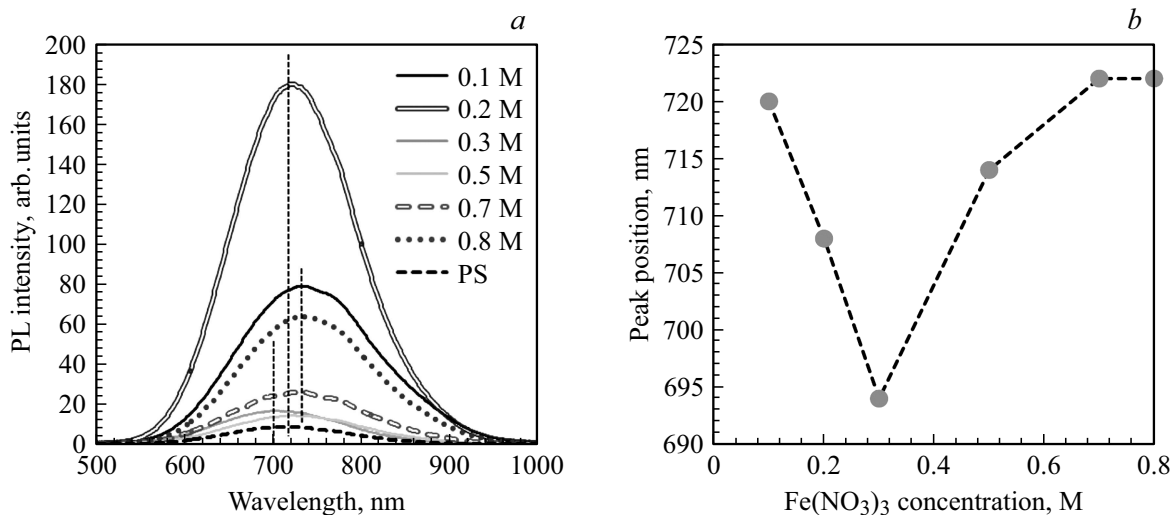 a
200
180
160
140
120
100
80
60
40
20
0
PL intensity, arb. units
0.1 M
0.2 M
0.3 M
0.5 M
0.7 M
0.8 M
PS
500 600 700 800 900 1000
Wavelength, nm
b
725
720
715
710
705
700
695
690
Peak position, nm
0 0.2 0.4 0.6 0.8
Fe(NO3)3 concentration, M